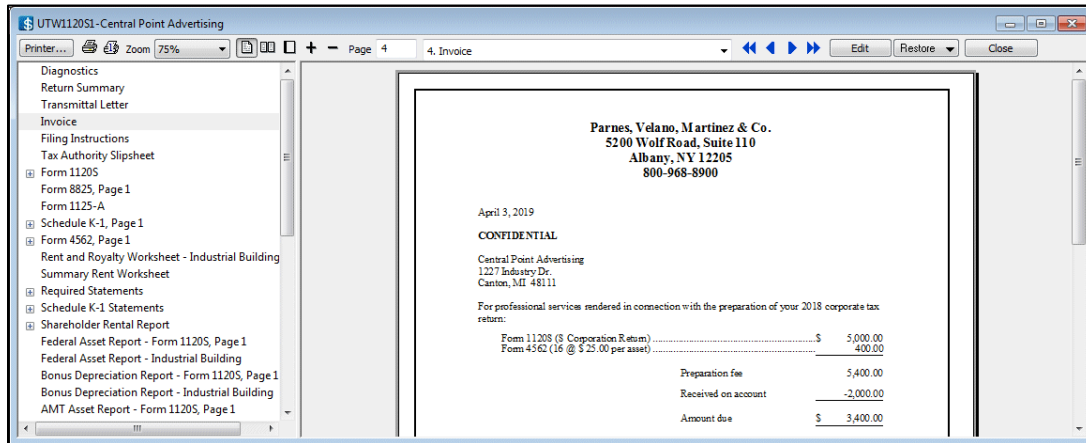 UTW1120S1-Central Point Advertising
Printer... Zoom 75% Page 4 4. Invoice Edit Restore Close
Diagnostics
Return Summary
Transmittal Letter
Invoice
Filing Instructions
Tax Authority Slipsheet
Form 1120S
Form 8825, Page 1
Form 1125-A
Schedule K-1, Page 1
Form 4562, Page 1
Rent and Royalty Worksheet - Industrial Building
Summary Rent Worksheet
Required Statements
Schedule K-1 Statements
Shareholder Rental Report
Federal Asset Report - Form 1120S, Page 1
Federal Asset Report - Industrial Building
Bonus Depreciation Report - Form 1120S, Page 1
Bonus Depreciation Report - Industrial Building
AMT Asset Report - Form 1120S, Page 1
Parnes, Velano, Martinez & Co.
5200 Wolf Road, Suite 110
Albany, NY 12205
800-968-8900
April 3, 2019
CONFIDENTIAL
Central Point Advertising
1227 Industry Dr.
Canton, MI 48111
For professional services rendered in connection with the preparation of your 2018 corporate tax
return:
Form 1120S (S Corporation Return) ........ $ 5,000.00
Form 4562 (16 @ $ 25.00 per asset) ........ 400.00
Preparation fee 5,400.00
Received on account -2,000.00
Amount due $ 3,400.00